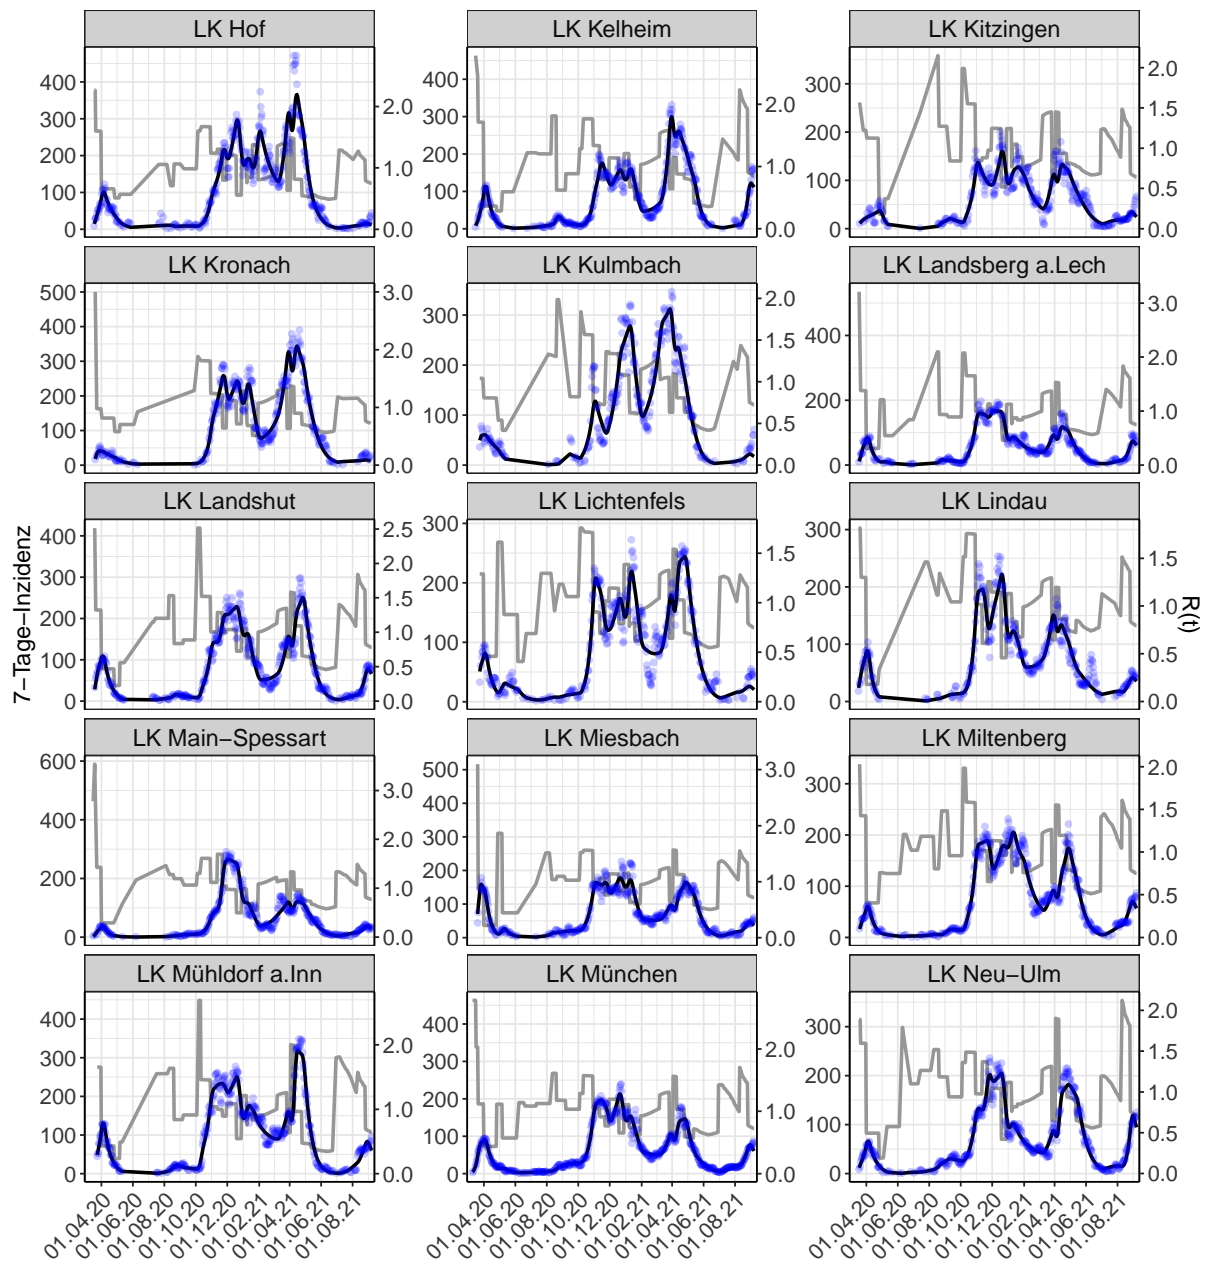 LK Hof LK Kelheim LK Kitzingen
400 300 200 100 0
2.0 1.0 0.0
400 300 200 100 0
2.0 1.0 0.0
300 200 100 0
2.0 1.5 1.0 0.5 0.0
LK Kronach LK Kulmbach LK Landsberg a.Lech
500 400 300 200 100 0
3.0 2.0 1.0 0.0
300 200 100 0
2.0 1.5 1.0 0.5 0.0
400 200 0
3.0 2.0 1.0 0.0
LK Landshut LK Lichtenfels LK Lindau
400 300 200 100 0
2.5 2.0 1.5 1.0 0.5 0.0
300 200 100 0
1.5 1.0 0.5 0.0
300 200 100 0
1.5 1.0 0.5 0.0
7−Tage−Inzidenz
R(t)
LK Main−Spessart LK Miesbach LK Miltenberg
600 400 200 0
3.0 2.0 1.0 0.0
500 400 300 200 100 0
3.0 2.0 1.0 0.0
300 200 100 0
2.0 1.5 1.0 0.5 0.0
LK Mühldorf a.Inn LK München LK Neu−Ulm
400 300 200 100 0
2.0 1.0 0.0
400 300 200 100 0
2.0 1.0 0.0
300 200 100 0
2.0 1.5 1.0 0.5 0.0
01.04.20 01.06.20 01.08.20 01.10.20 01.12.20 01.02.21 01.04.21 01.06.21 01.08.21
01.04.20 01.06.20 01.08.20 01.10.20 01.12.20 01.02.21 01.04.21 01.06.21 01.08.21
01.04.20 01.06.20 01.08.20 01.10.20 01.12.20 01.02.21 01.04.21 01.06.21 01.08.21